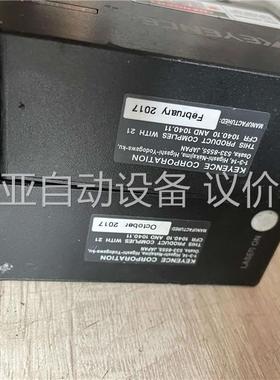 KEYENCE
KEYENCE CORPORATION
1-3-14, Higashi-Nakajima, Higashi-Yodogawa-ku,
Osaka, 533-8555, JAPAN
THIS PRODUCT COMPLIES WITH 21
CFR 1040.10 AND 1040.11
MANUFACTURED:
February 2017
亚自动设备 议价
KEYENCE CORPORATION
1-3-14, Higashi-Nakajima, Higashi-Yodogawa-ku,
Osaka, 533-8555, JAPAN
THIS PRODUCT COMPLIES WITH 21
CFR 1040.10 AND 1040.11
MANUFACTURED:
October 2017
LASER ON